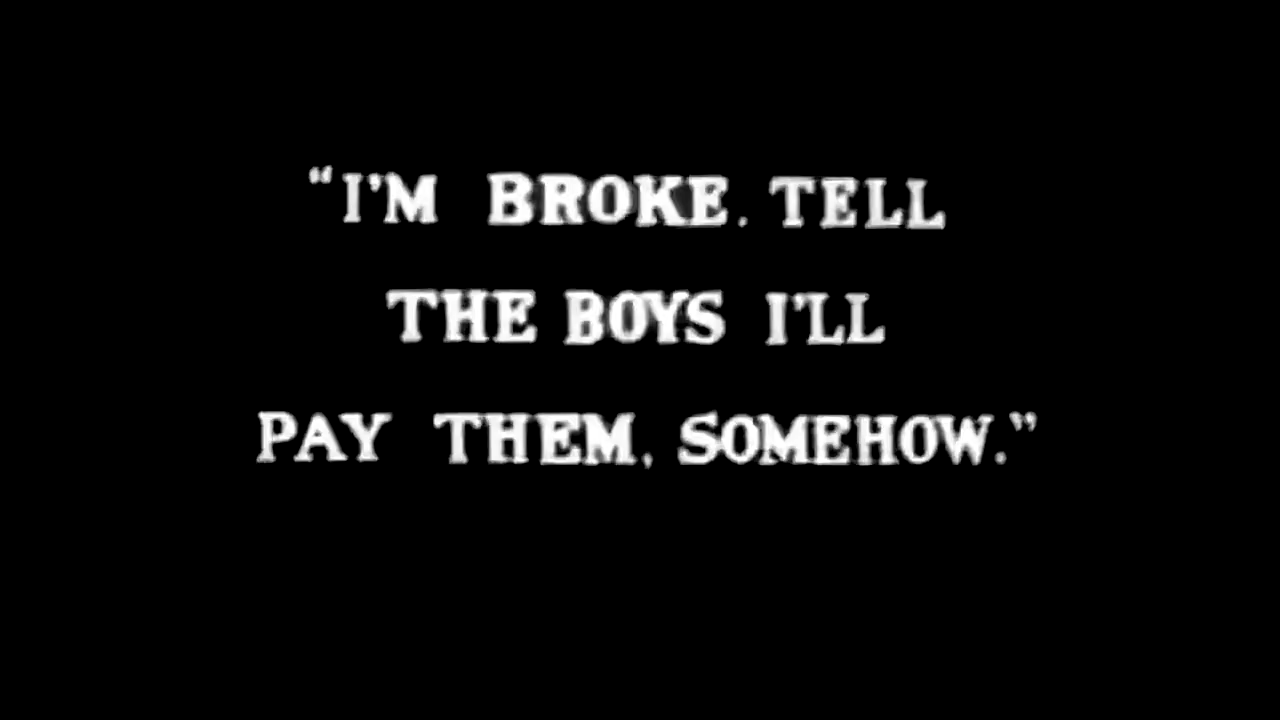 “I'M BROKE. TELL
THE BOYS I'LL
PAY THEM, SOMEHOW.”